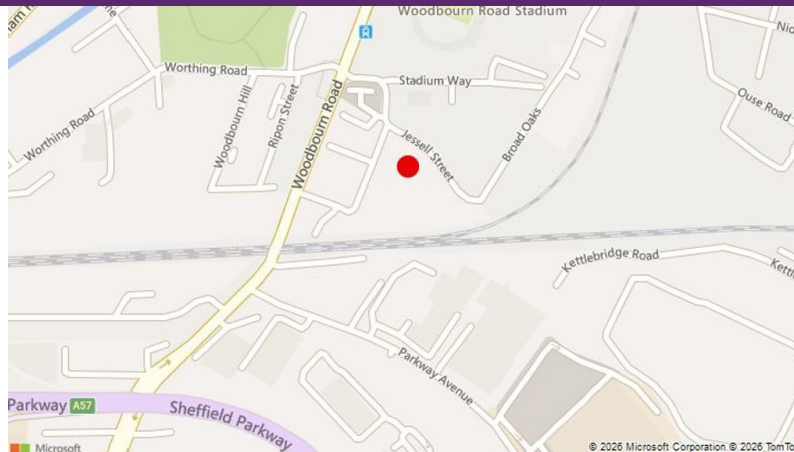 Woodbourn Road Stadium
Worthing Road
Stadium Way
Ouse Road
Worthing Road
Woodbourn Hill
Ripon Street
Woodbourn Road
Jessell Street
Broad Oaks
Kettlebridge Road
Parkway Avenue
Parkway A57
Sheffield Parkway
Microsoft
© 2026 Microsoft Corporation © 2026 TomTo